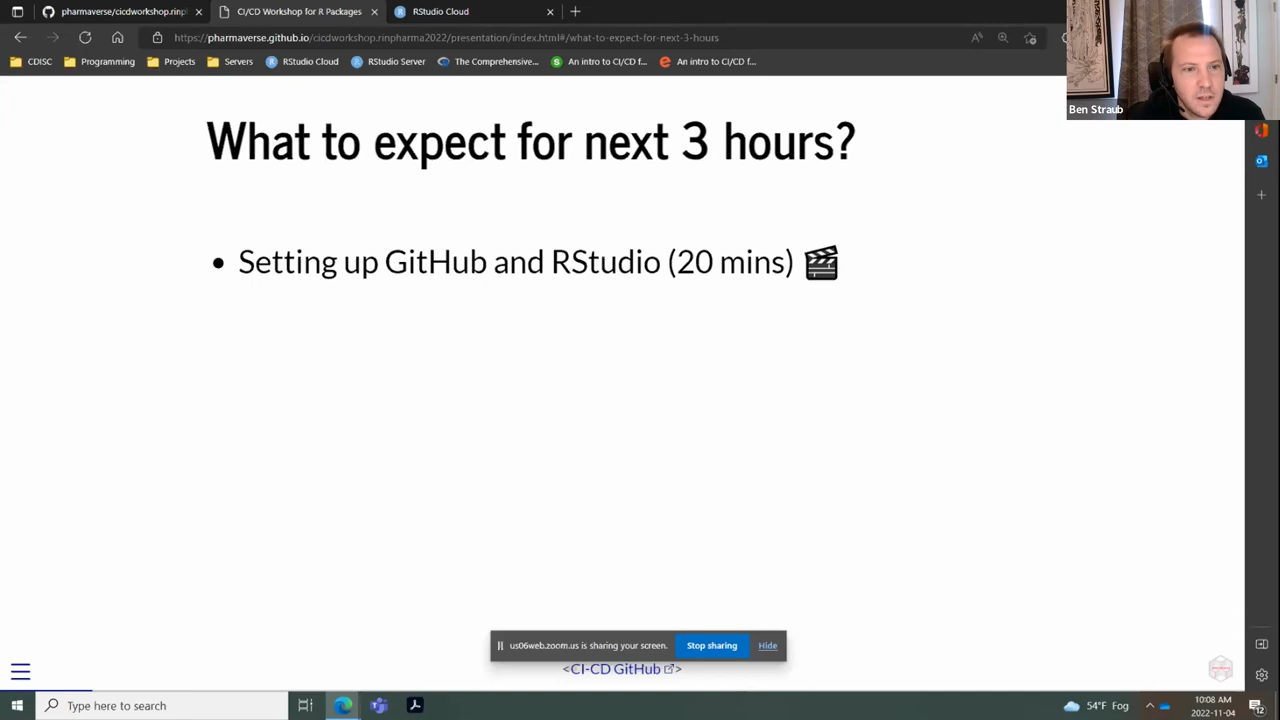 pharmaverse/cicdworkshop.rinp
CI/CD Workshop for R Packages
RStudio Cloud
https://pharmaverse.github.io/cicdworkshop.rinpharma2022/presentation/index.html#/what-to-expect-for-next-3-hours
CDISC
Programming
Projects
Servers
RStudio Cloud
RStudio Server
The Comprehensive...
An intro to CI/CD f...
An intro to CI/CD f...
Ben Straub
What to expect for next 3 hours?
• Setting up GitHub and RStudio (20 mins)
us06web.zoom.us is sharing your screen.
Stop sharing
Hide
<CI-CD GitHub>
Type here to search
54°F Fog
10:08 AM
2022-11-04
12